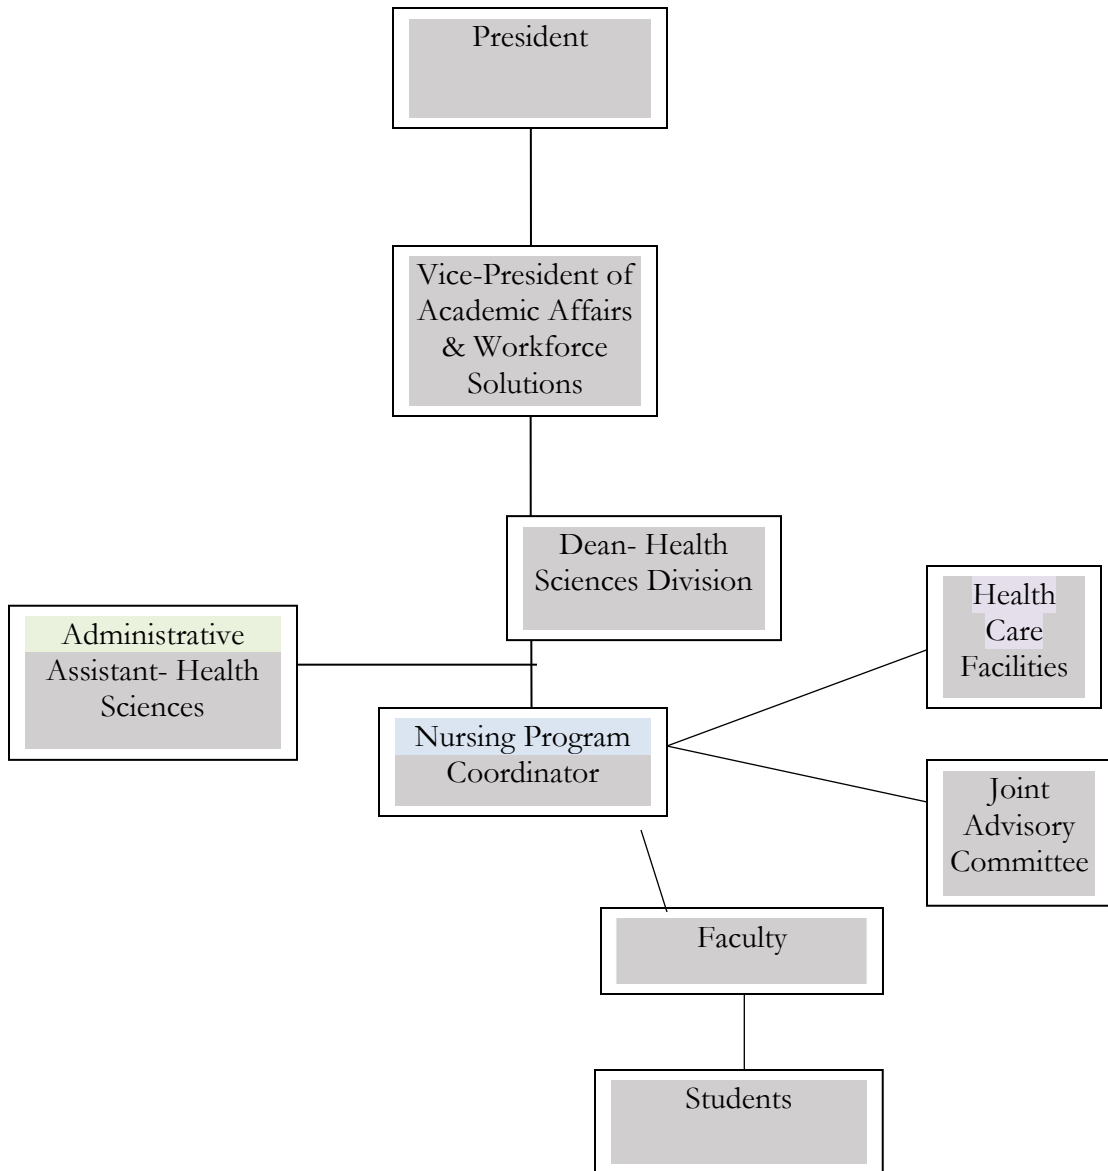 President
Vice-President of
Academic Affairs
& Workforce
Solutions
Dean- Health
Sciences Division
Health
Care
Facilities
Administrative
Assistant- Health
Sciences
Nursing Program
Coordinator
Joint
Advisory
Committee
Faculty
Students